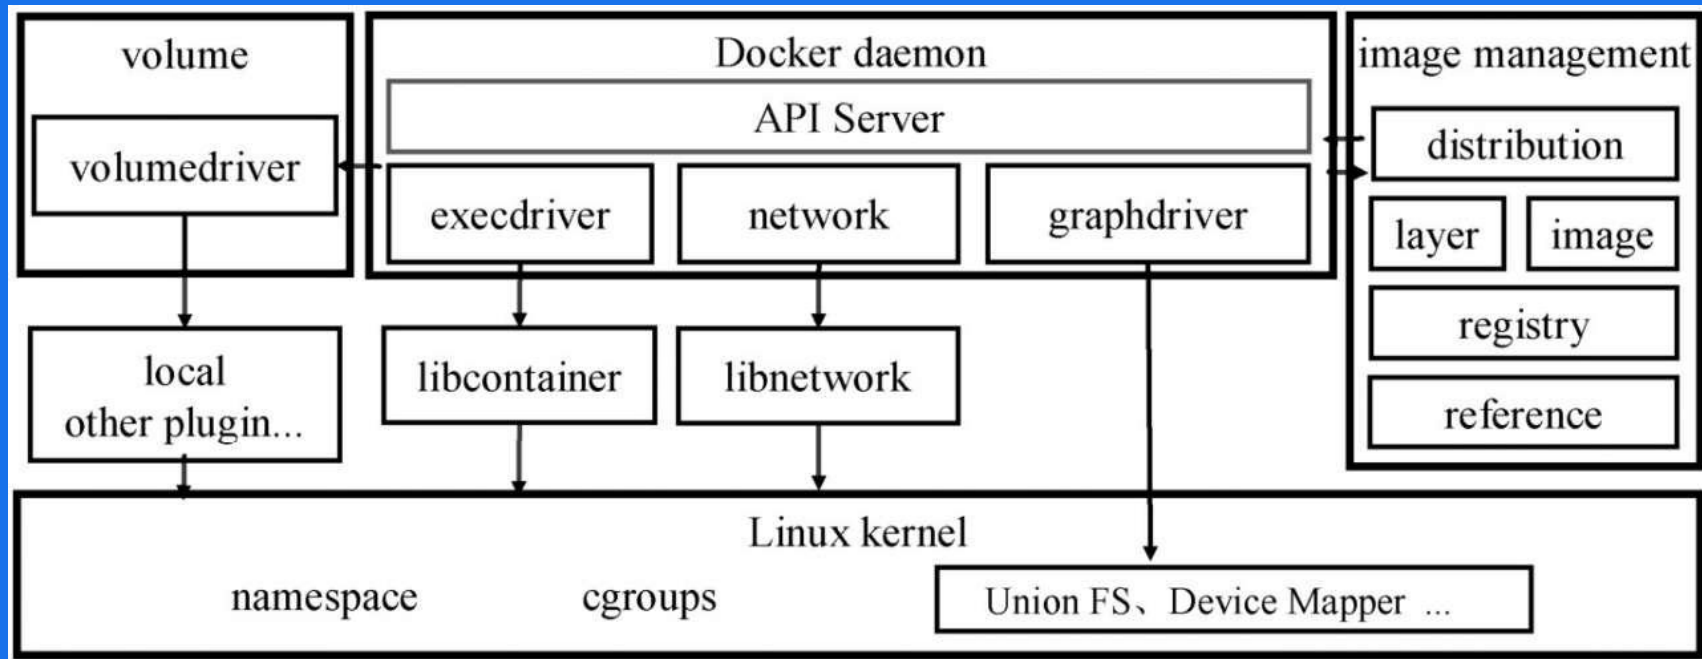 volume
volumedriver
local
other plugin...
Docker daemon
API Server
execdriver
network
graphdriver
libcontainer
libnetwork
image management
distribution
layer
image
registry
reference
Linux kernel
namespace
cgroups
Union FS、Device Mapper ...